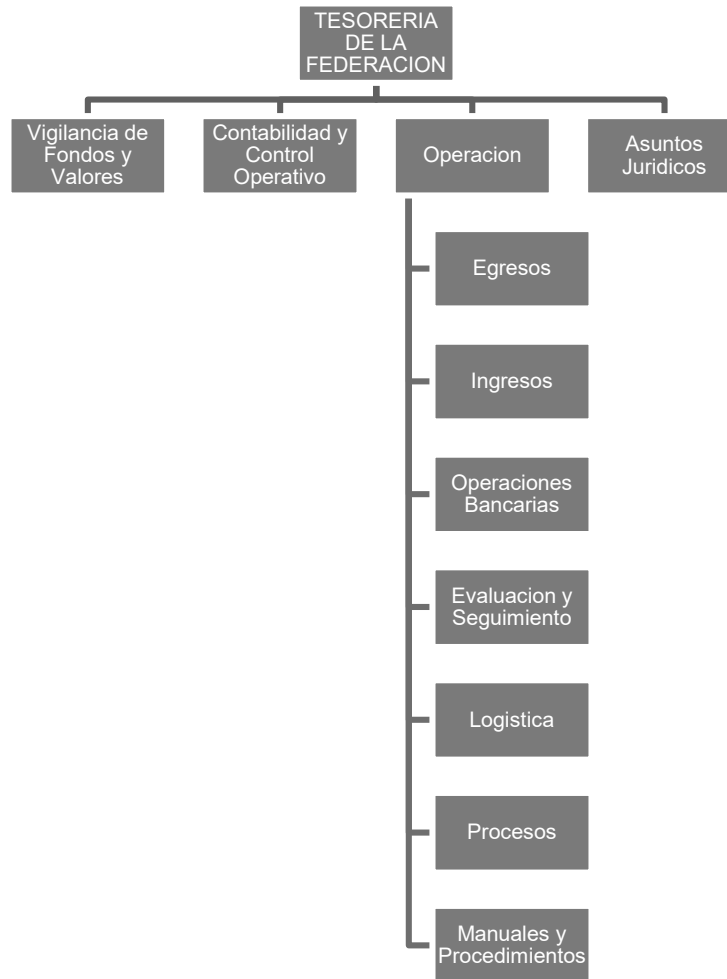 TESORERIA
DE LA
FEDERACION
Vigilancia de
Fondos y
Valores
Contabilidad y
Control
Operativo
Operacion
Asuntos
Juridicos
Egresos
Ingresos
Operaciones
Bancarias
Evaluacion y
Seguimiento
Logistica
Procesos
Manuales y
Procedimientos